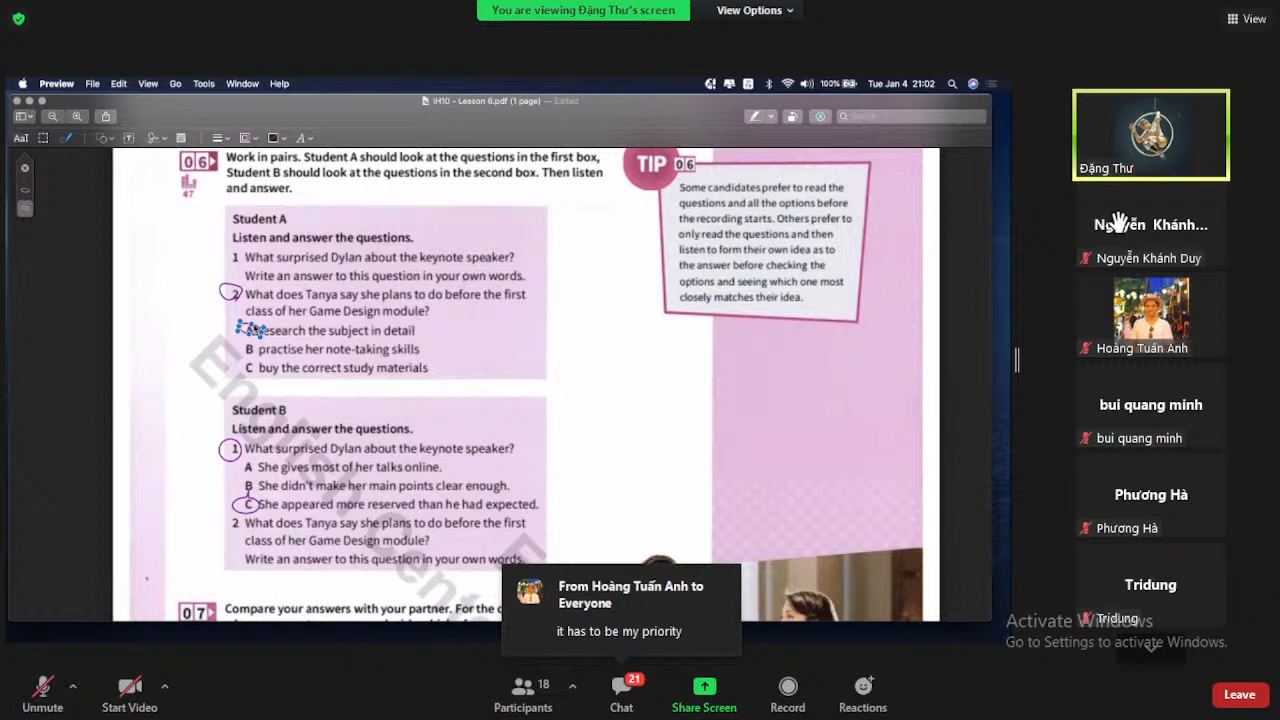 You are viewing Đặng Thư's screen
View Options
View
Preview File Edit View Go Tools Window Help
100% Tue Jan 4 21:02
IH10 - Lesson 6.pdf (1 page) — Edited
Search
06 Work in pairs. Student A should look at the questions in the first box,
Student B should look at the questions in the second box. Then listen
and answer.
47
Student A
Listen and answer the questions.
1 What surprised Dylan about the keynote speaker?
Write an answer to this question in your own words.
2 What does Tanya say she plans to do before the first
class of her Game Design module?
A research the subject in detail
B practise her note-taking skills
C buy the correct study materials
Student B
Listen and answer the questions.
1 What surprised Dylan about the keynote speaker?
A She gives most of her talks online.
B She didn't make her main points clear enough.
C She appeared more reserved than he had expected.
2 What does Tanya say she plans to do before the first
class of her Game Design module?
Write an answer to this question in your own words.
07 Compare your answers with your partner. For the
TIP 06
Some candidates prefer to read the
questions and all the options before
the recording starts. Others prefer to
only read the questions and then
listen to form their own idea as to
the answer before checking the
options and seeing which one most
closely matches their idea.
English Cente
E
From Hoàng Tuấn Anh to
Everyone
it has to be my priority
Đặng Thư
Nguyễn Khánh...
Nguyễn Khánh Duy
Hoàng Tuấn Anh
bui quang minh
bui quang minh
Phương Hà
Phương Hà
Tridung
Tridung
Activate Windows
Go to Settings to activate Windows.
Unmute
Start Video
18
Participants
21
Chat
Share Screen
Record
Reactions
Leave